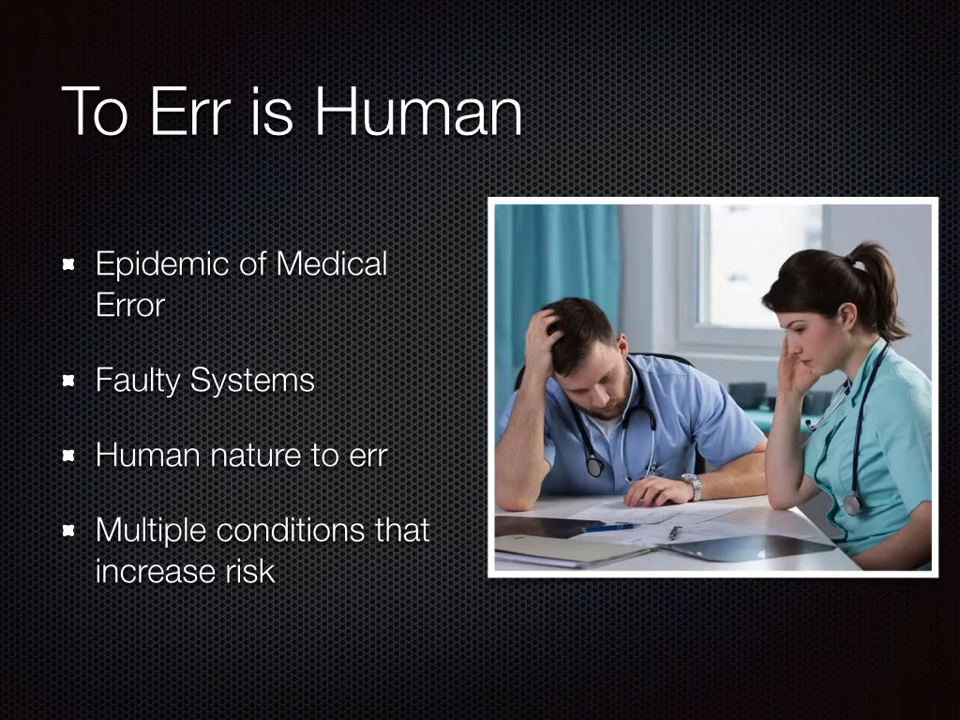 To Err is Human
Epidemic of Medical
Error
Faulty Systems
Human nature to err
Multiple conditions that
increase risk